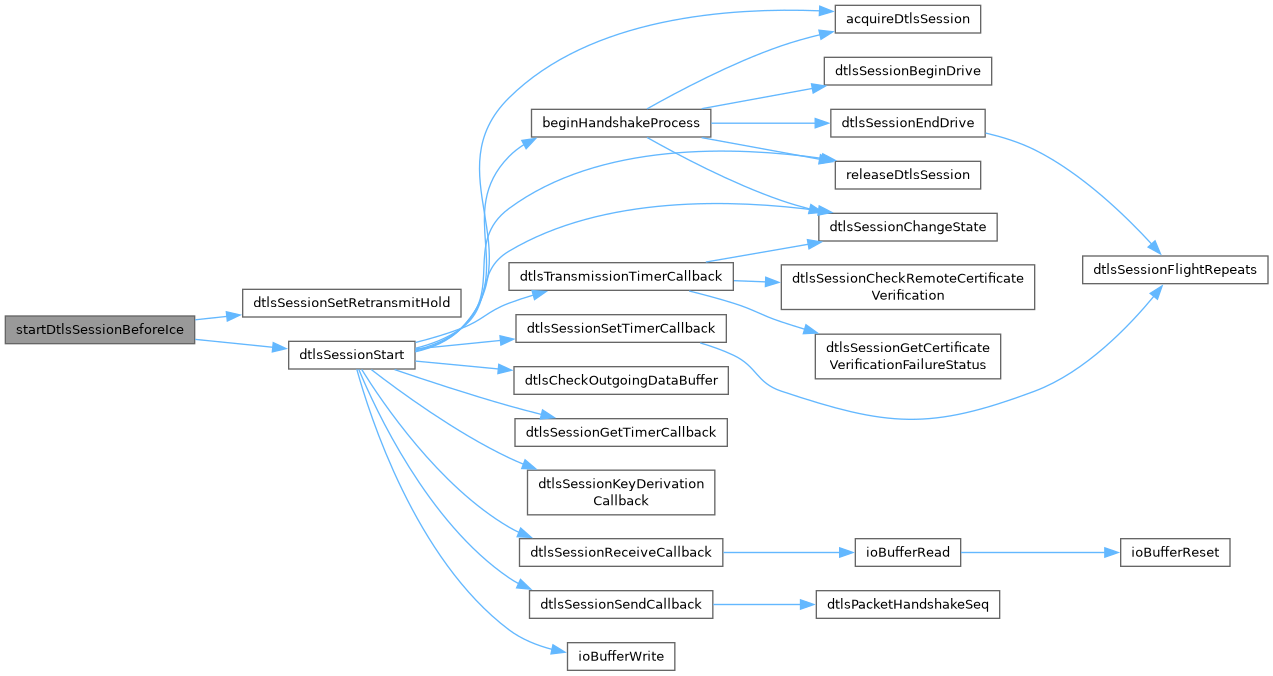 acquireDtlsSession
dtlsSessionBeginDrive
beginHandshakeProcess
dtlsSessionEndDrive
releaseDtlsSession
dtlsSessionChangeState
dtlsSessionFlightRepeats
dtlsTransmissionTimerCallback
dtlsSessionCheckRemoteCertificate
Verification
dtlsSessionSetRetransmitHold
startDtlsSessionBeforeIce
dtlsSessionSetTimerCallback
dtlsSessionStart
dtlsSessionGetCertificate
VerificationFailureStatus
dtlsCheckOutgoingDataBuffer
dtlsSessionGetTimerCallback
dtlsSessionKeyDerivation
Callback
dtlsSessionReceiveCallback
ioBufferRead
ioBufferReset
dtlsSessionSendCallback
dtlsPacketHandshakeSeq
ioBufferWrite